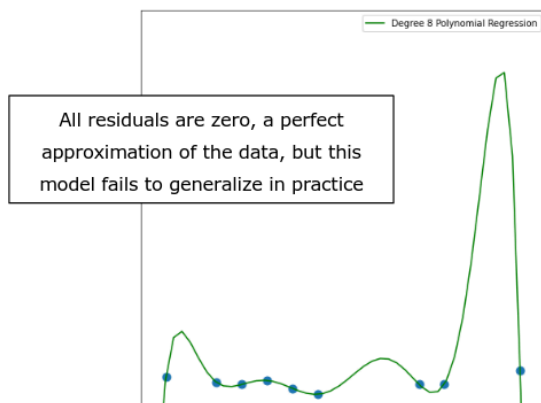 Degree 8 Polynomial Regression
All residuals are zero, a perfect
approximation of the data, but this
model fails to generalize in practice